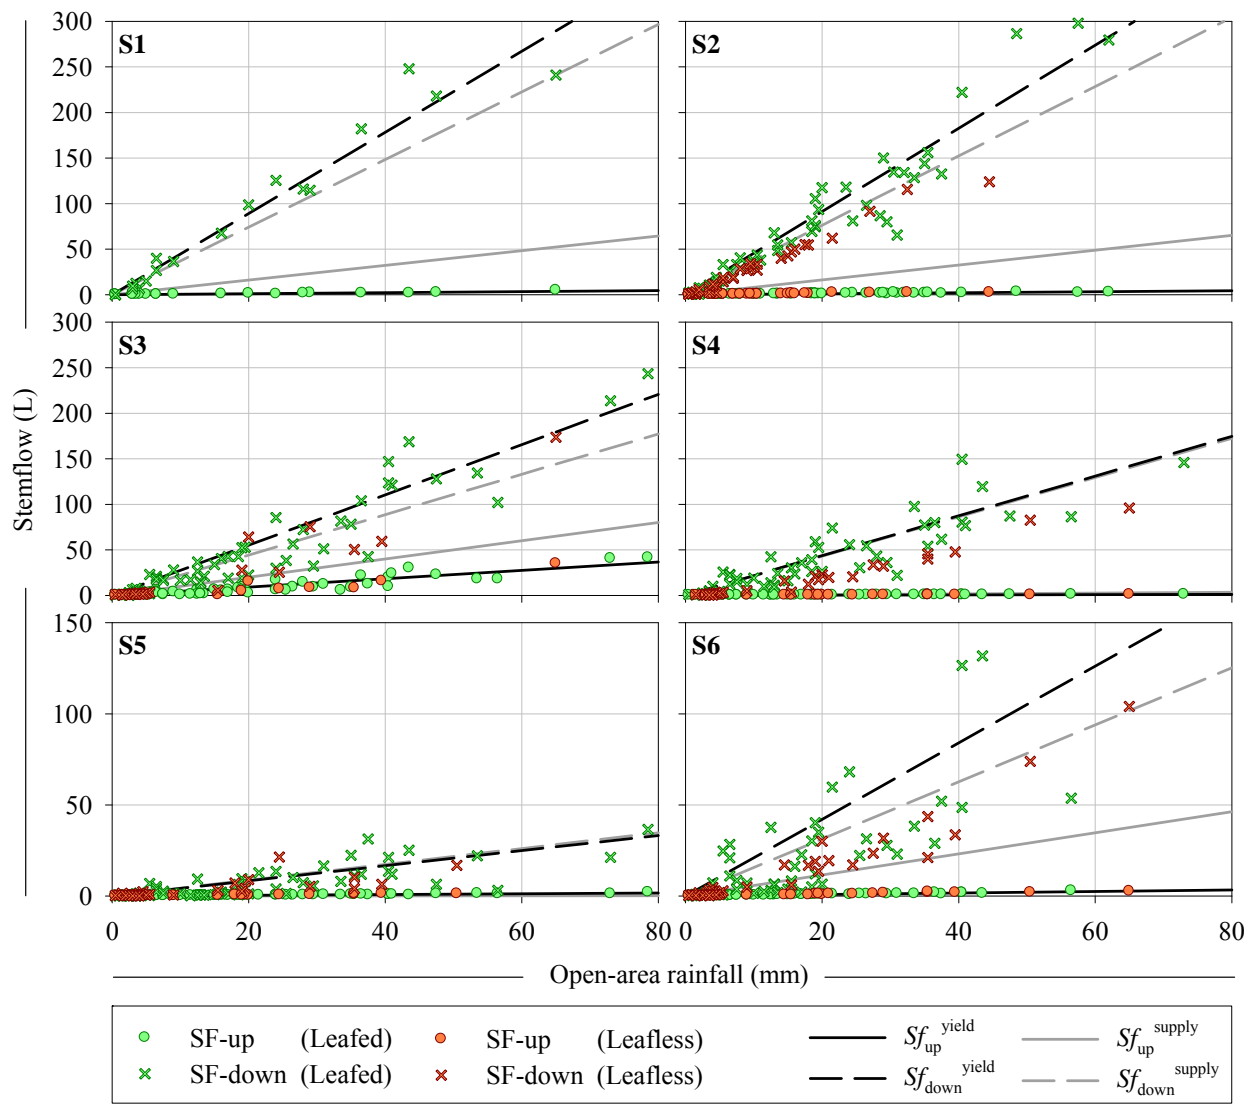 S1
S2
300
250
200
150
100
50
0
S3
S4
300
250
200
150
100
50
0
S5
S6
150
100
50
0
0 20 40 60 80 0 20 40 60 80
Stemflow (L)
Open-area rainfall (mm)
SF-up (Leafed) SF-up (Leafless) Sf_up^yield Sf_up^supply
SF-down (Leafed) SF-down (Leafless) Sf_down^yield Sf_down^supply